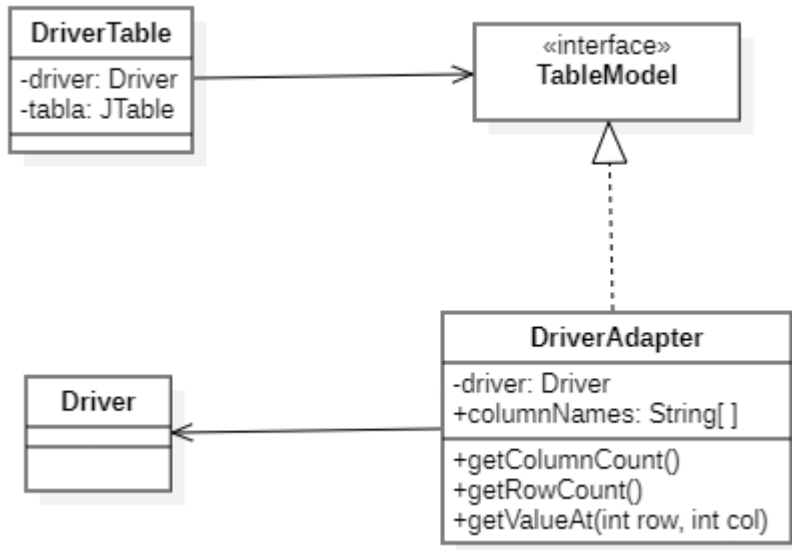 DriverTable
-driver: Driver
-tabla: JTable
«interface»
TableModel
DriverAdapter
-driver: Driver
+columnNames: String[ ]
+getColumnCount()
+getRowCount()
+getValueAt(int row, int col)
Driver